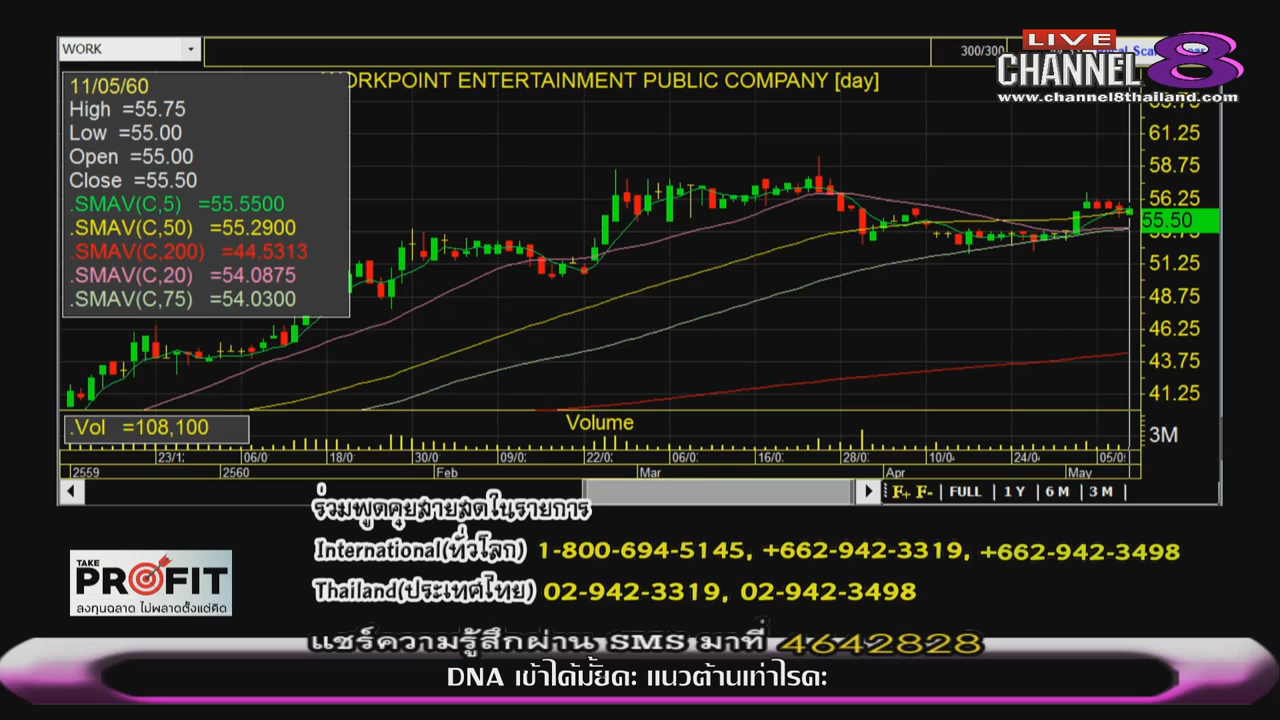 WORK
300/300
LIVE
CHANNEL 8
www.channel8thailand.com
WORKPOINT ENTERTAINMENT PUBLIC COMPANY [day]
11/05/60
High =55.75
Low =55.00
Open =55.00
Close =55.50
.SMAV(C,5) =55.5500
.SMAV(C,50) =55.2900
.SMAV(C,200) =44.5313
.SMAV(C,20) =54.0875
.SMAV(C,75) =54.0300
61.25
58.75
56.25
55.50
53.75
51.25
48.75
46.25
43.75
41.25
.Vol =108,100
Volume
3M
23/1 06/0 18/0 30/0 09/0 22/0 06/0 16/0 28/0 10/0 24/0 05/0
2559 2560 Feb Mar Apr May
F+ F- FULL 1 Y 6 M 3 M
0
ร่วมพูดคุยสายสดในรายการ
International(ทั่วโลก) 1-800-694-5145, +662-942-3319, +662-942-3498
Thailand(ประเทศไทย) 02-942-3319, 02-942-3498
TAKE
PROFIT
ลงทุนฉลาด ไม่พลาดตั้งแต่คิด
แชร์ความรู้สึกผ่าน SMS มาที่ 4642828
DNA เข้าได้มั้ยคะ แนวต้านเท่าไรคะ